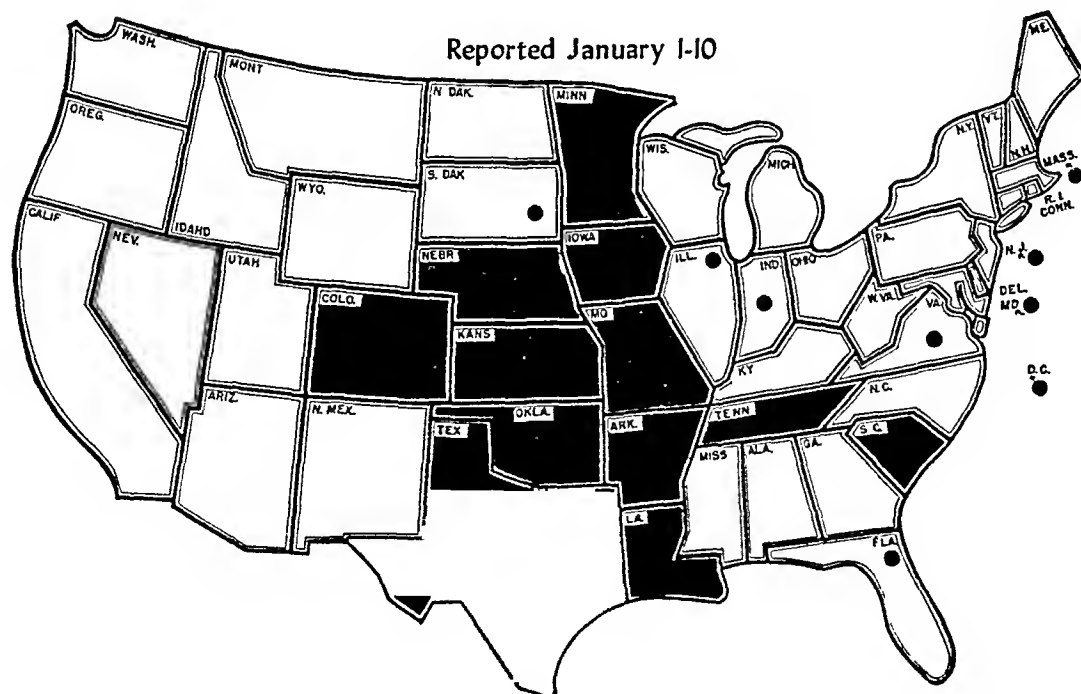 Reported January 1-10
WASH.
MONT
N. DAK.
MINN
ME.
OREG.
IDAHO
WYO.
S. DAK
WIS.
MICH
N.Y.
VT.
N.H.
MASS.
R.I.
CONN.
CALIF
NEV.
UTAH
COLO.
NEBR
IOWA
ILL.
IND.
OHIO
PA.
N.J.
DEL.
MD
W.VA.
VA.
KANS
MO
KY
D.C.
ARIZ.
N. MEX.
TEX
OKLA.
ARK.
TENN
N.C.
S C.
MISS
ALA.
GA.
LA.
FLA.